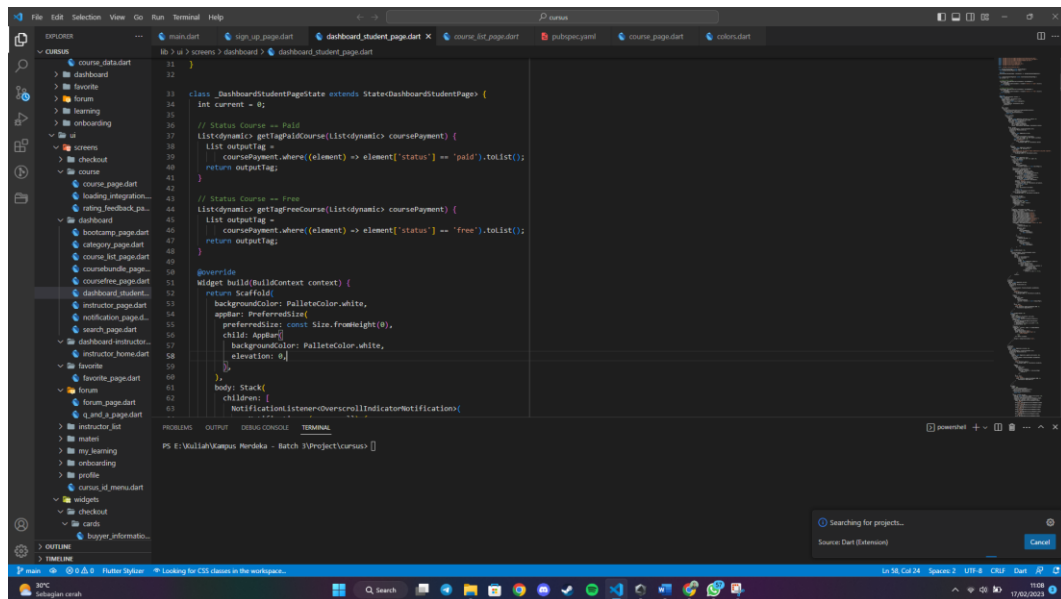 File Edit Selection View Go Run Terminal Help
cursus
EXPLORER
CURSUS
course_data.dart
dashboard
favorite
forum
learning
onboarding
ui
screens
checkout
course
course_page.dart
loading_integration...
rating_feedback_pa...
dashboard
bootcamp_page.dart
category_page.dart
course_list_page.dart
coursebundle_page...
coursefree_page.dart
dashboard_student...
instructor_page.dart
notification_page.d...
search_page.dart
dashboard-instructor...
instructor_home.dart
favorite
favorite_page.dart
forum
forum_page.dart
q_and_a_page.dart
instructor_list
materi
my_learning
onboarding
profile
cursus_id_menu.dart
widgets
checkout
cards
buyyer_informatio...
OUTLINE
TIMELINE
main.dart sign_up_page.dart dashboard_student_page.dart course_list_page.dart pubspec.yaml course_page.dart colors.dart
lib > ui > screens > dashboard > dashboard_student_page.dart
31 }
32
33 class _DashboardStudentPageState extends State<DashboardStudentPage> {
34 int current = 0;
35
36 // Status Course == Paid
37 List<dynamic> getTagPaidCourse(List<dynamic> coursePayment) {
38 List outputTag =
39 coursePayment.where((element) => element['status'] == 'paid').toList();
40 return outputTag;
41 }
42
43 // Status Course == Free
44 List<dynamic> getTagFreeCourse(List<dynamic> coursePayment) {
45 List outputTag =
46 coursePayment.where((element) => element['status'] == 'free').toList();
47 return outputTag;
48 }
49
50 @override
51 Widget build(BuildContext context) {
52 return Scaffold(
53 backgroundColor: PalleteColor.white,
54 appBar: PreferredSize(
55 preferredSize: const Size.fromHeight(0),
56 child: AppBar(
57 backgroundColor: PalleteColor.white,
58 elevation: 0,
59 ),
60 ),
61 body: Stack(
62 children: [
63 NotificationListener<OverscrollIndicatorNotification>(
PROBLEMS OUTPUT DEBUG CONSOLE TERMINAL
powershell
PS E:\Kuliah\Kampus Merdeka - Batch 3\Project\cursus>
Searching for projects...
Source: Dart (Extension)
Cancel
main 0 0 Flutter Stylizer Looking for CSS classes in the workspace...
Ln 58, Col 24 Spaces: 2 UTF-8 CRLF Dart
30°C
Sebagian cerah
Search
11:08
17/02/2023